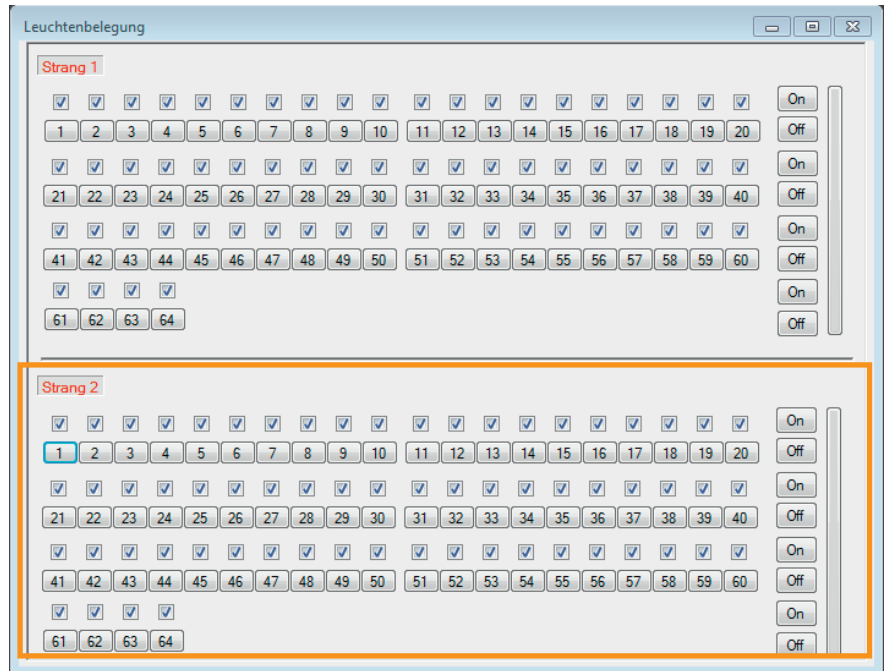 Leuchtenbelegung
Strang 1
On
1 2 3 4 5 6 7 8 9 10 11 12 13 14 15 16 17 18 19 20 Off
On
21 22 23 24 25 26 27 28 29 30 31 32 33 34 35 36 37 38 39 40 Off
On
41 42 43 44 45 46 47 48 49 50 51 52 53 54 55 56 57 58 59 60 Off
On
61 62 63 64 Off
Strang 2
On
1 2 3 4 5 6 7 8 9 10 11 12 13 14 15 16 17 18 19 20 Off
On
21 22 23 24 25 26 27 28 29 30 31 32 33 34 35 36 37 38 39 40 Off
On
41 42 43 44 45 46 47 48 49 50 51 52 53 54 55 56 57 58 59 60 Off
On
61 62 63 64 Off